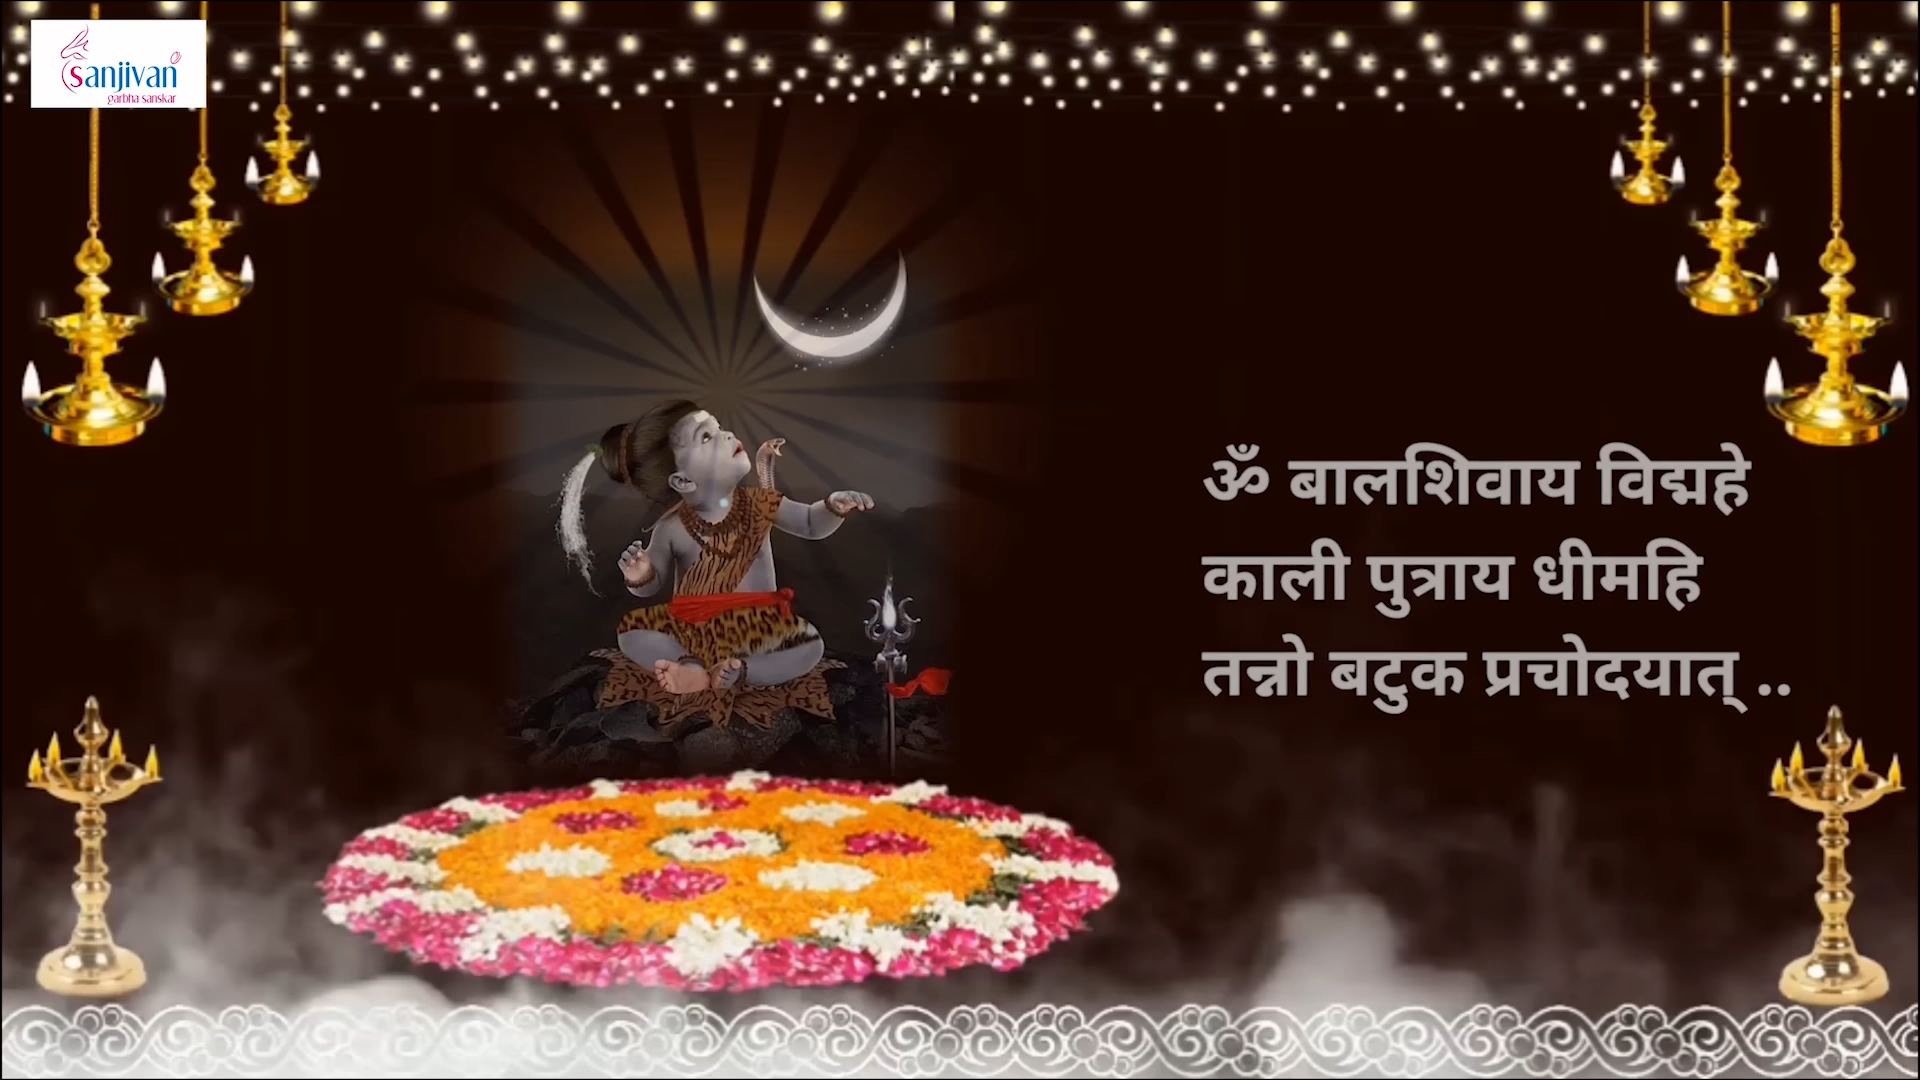 sanjivan
garbha sanskar
ॐ बालशिवाय विद्महे
काली पुत्राय धीमहि
तन्नो बटुक प्रचोदयात् ..